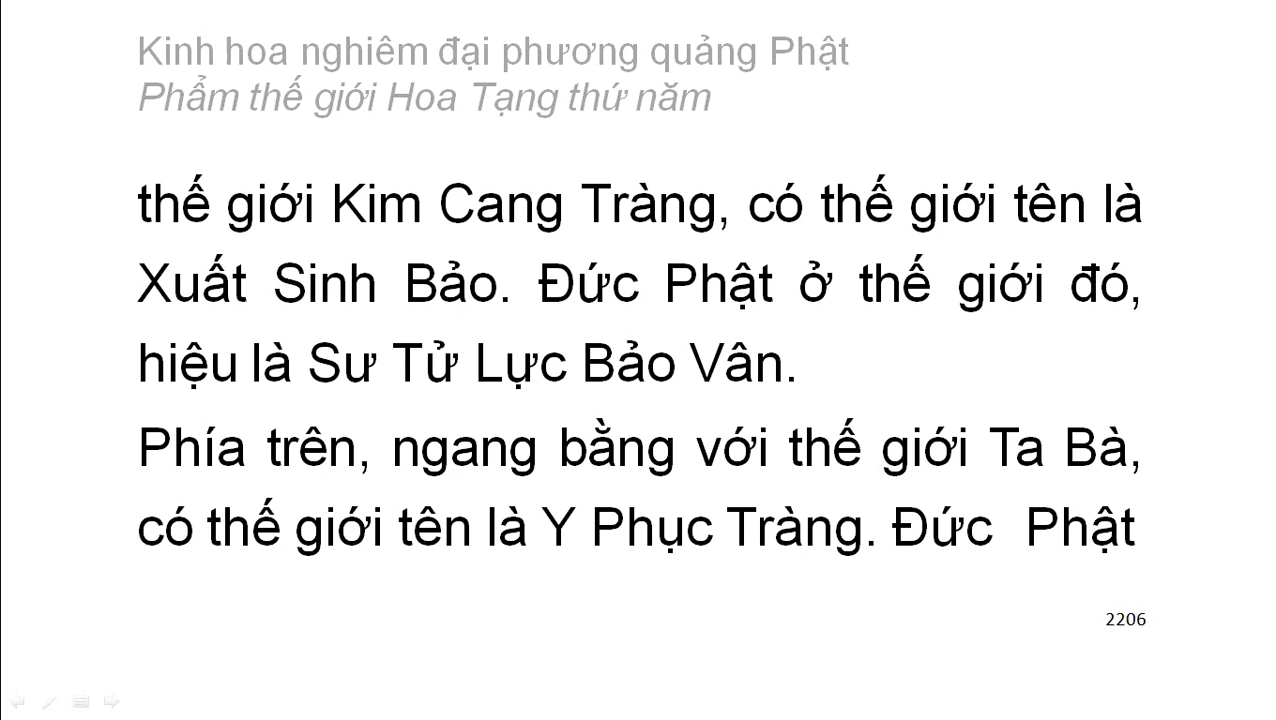 Kinh hoa nghiêm đại phương quảng Phật
Phẩm thế giới Hoa Tạng thứ năm
thế giới Kim Cang Tràng, có thế giới tên là
Xuất Sinh Bảo. Đức Phật ở thế giới đó,
hiệu là Sư Tử Lực Bảo Vân.
Phía trên, ngang bằng với thế giới Ta Bà,
có thế giới tên là Y Phục Tràng. Đức Phật
2206